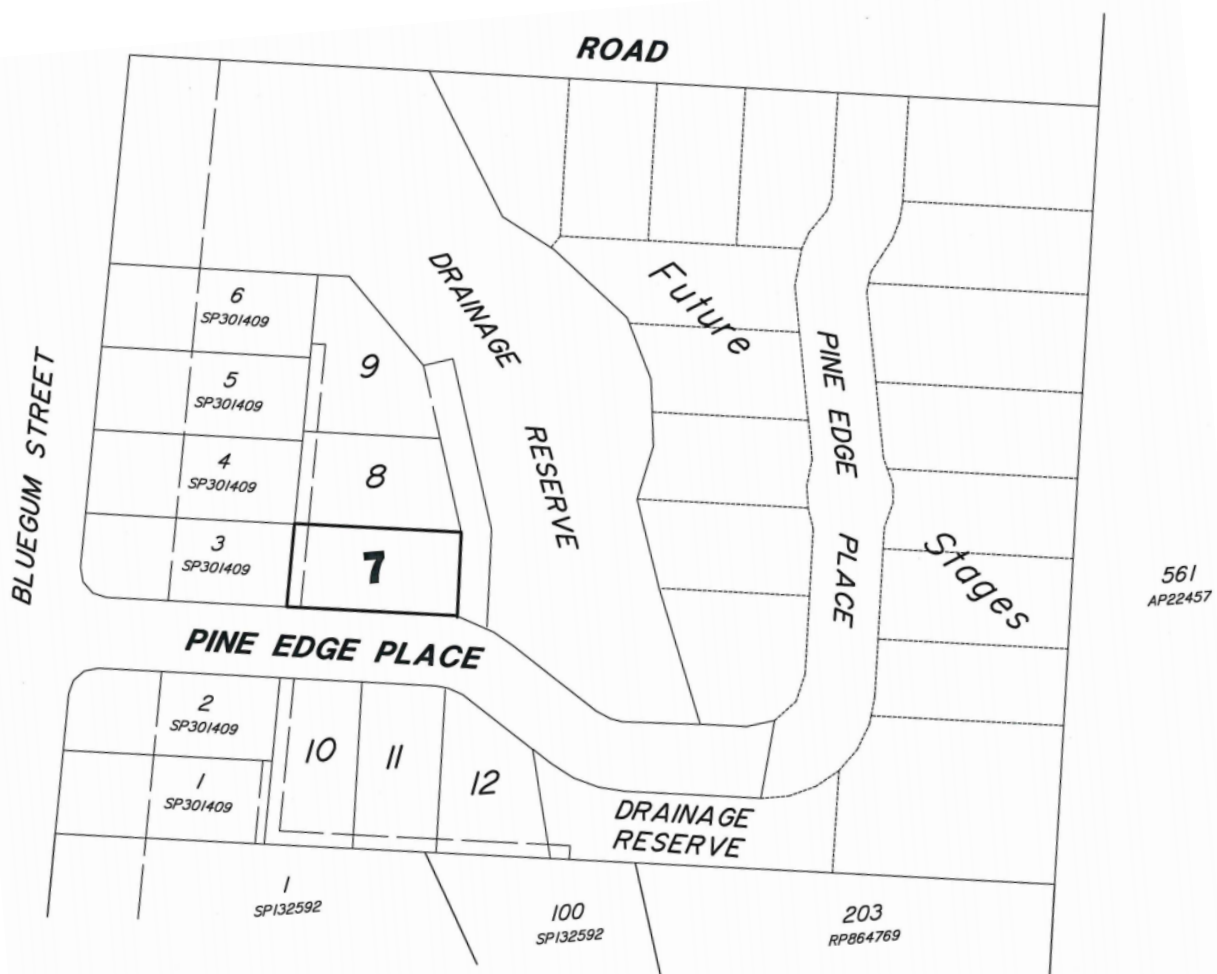 ROAD
DRAINAGE
RESERVE
Future
Stages
PINE EDGE PLACE
BLUEGUM STREET
6
SP301409
5
SP301409
4
SP301409
3
SP301409
9
8
7
PINE EDGE PLACE
2
SP301409
1
SP301409
10
11
12
DRAINAGE
RESERVE
561
AP22457
1
SP132592
100
SP132592
203
RP864769